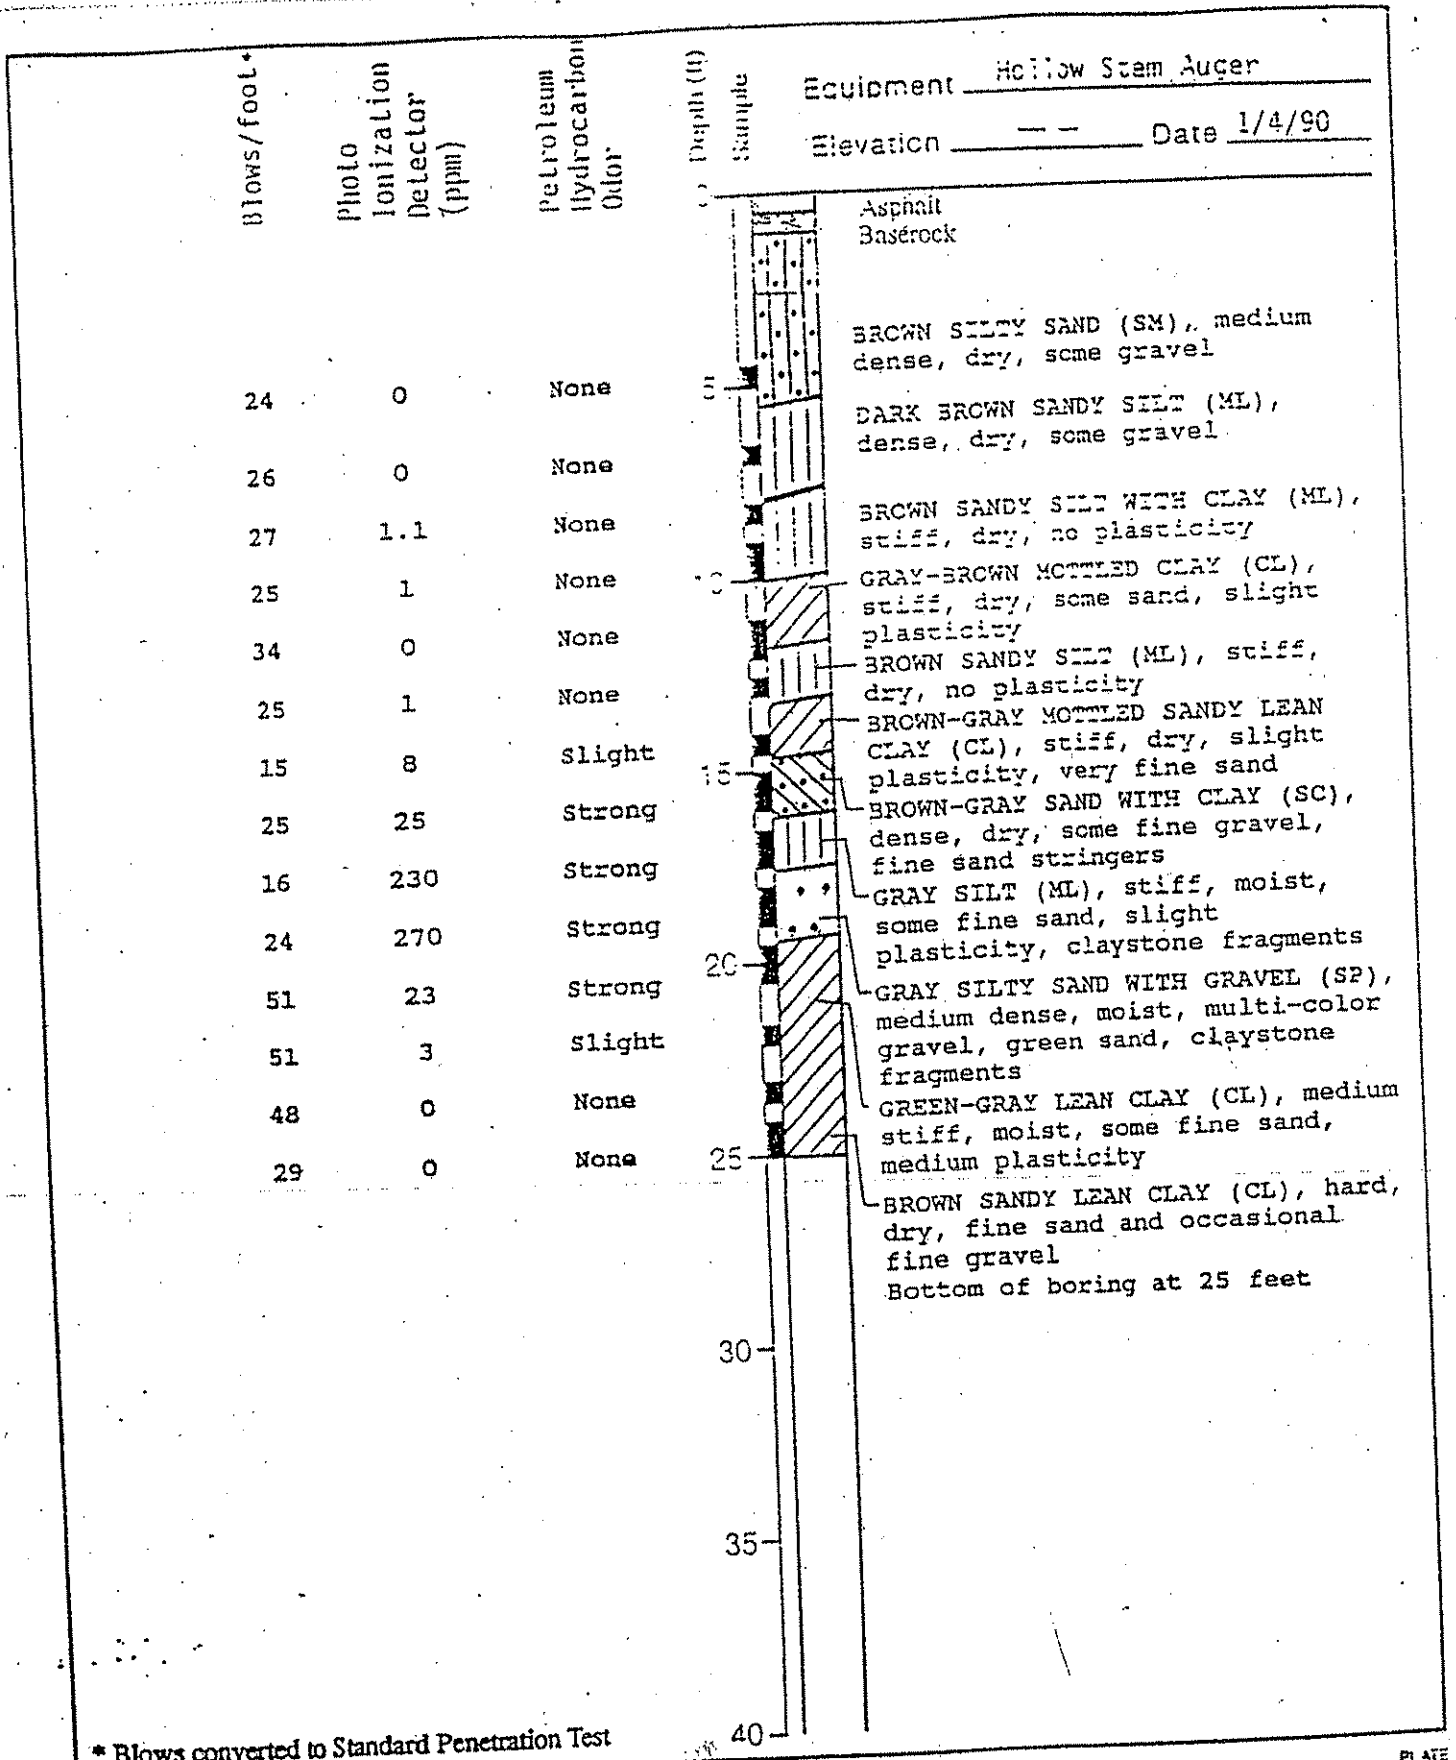 Blows/foot*
Photo
Ionization
Detector
(ppm)
Petroleum
Hydrocarbon
Odor
Depth (ft)
Sample
Equipment Hollow Stem Auger
Elevation -- Date 1/4/90
Asphalt
Baserock
BROWN SILTY SAND (SM), medium
dense, dry, some gravel
24 0 None 5
DARK BROWN SANDY SILT (ML),
dense, dry, some gravel
26 0 None
BROWN SANDY SILT WITH CLAY (ML),
stiff, dry, no plasticity
27 1.1 None
GRAY-BROWN MOTTLED CLAY (CL),
stiff, dry, some sand, slight
plasticity
25 1 None 10
34 0 None
BROWN SANDY SILT (ML), stiff,
dry, no plasticity
25 1 None
BROWN-GRAY MOTTLED SANDY LEAN
CLAY (CL), stiff, dry, slight
plasticity, very fine sand
15 8 Slight 15
BROWN-GRAY SAND WITH CLAY (SC),
dense, dry, some fine gravel,
fine sand stringers
25 25 Strong
16 230 Strong
GRAY SILT (ML), stiff, moist,
some fine sand, slight
plasticity, claystone fragments
24 270 Strong
20
GRAY SILTY SAND WITH GRAVEL (SP),
medium dense, moist, multi-color
gravel, green sand, claystone
fragments
51 23 Strong
51 3 Slight
GREEN-GRAY LEAN CLAY (CL), medium
stiff, moist, some fine sand,
medium plasticity
48 0 None
29 0 None 25
BROWN SANDY LEAN CLAY (CL), hard,
dry, fine sand and occasional
fine gravel
Bottom of boring at 25 feet
30
35
40
* Blows converted to Standard Penetration Test
PLATE